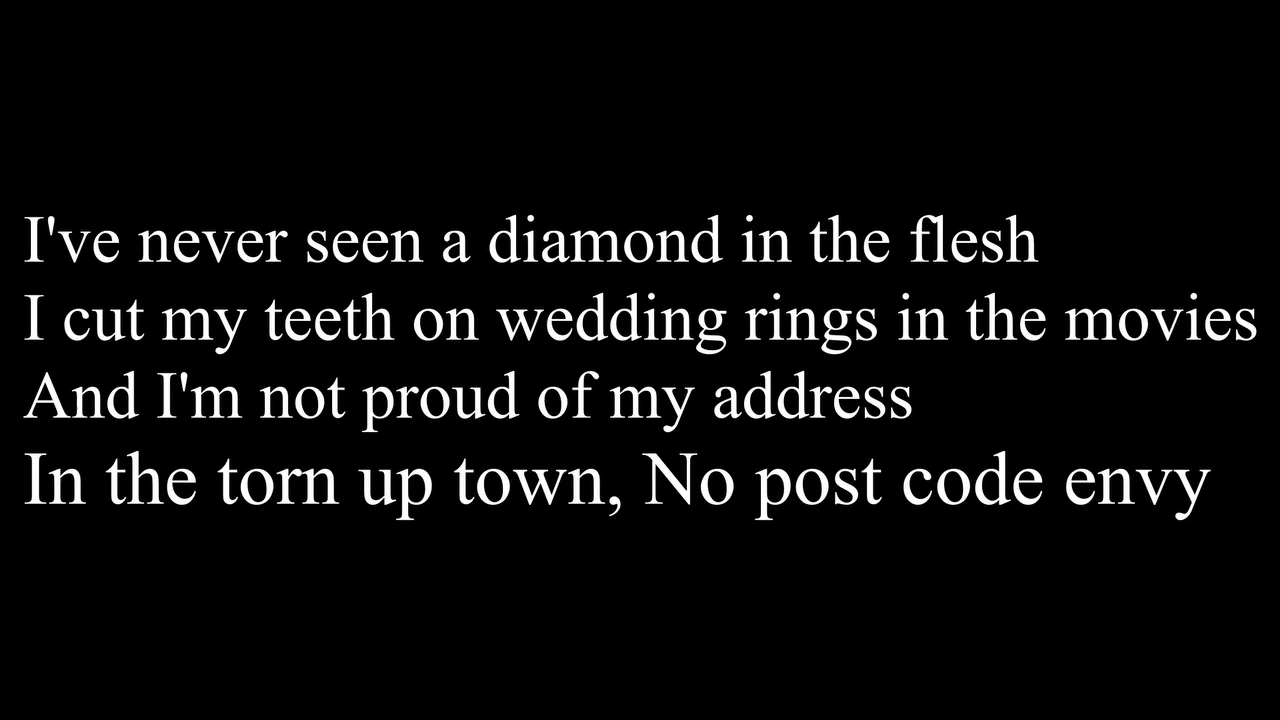 I've never seen a diamond in the flesh
I cut my teeth on wedding rings in the movies
And I'm not proud of my address
In the torn up town, No post code envy